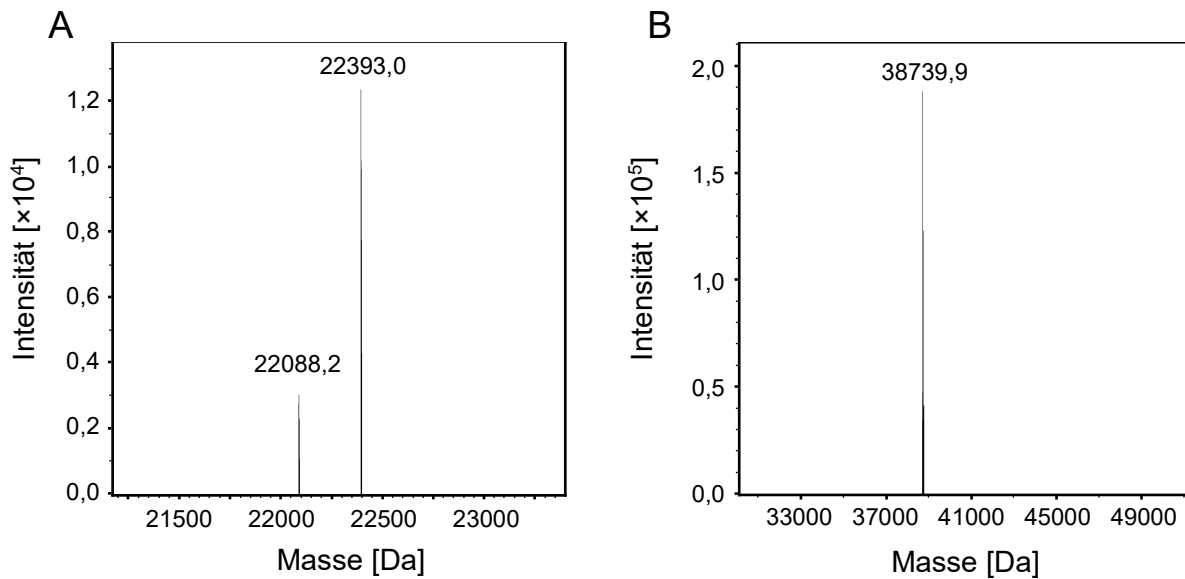 A
22393,0
22088,2
1,2
1,0
0,8
0,6
0,4
0,2
0,0
Intensität [×10⁴]
21500 22000 22500 23000
Masse [Da]
B
38739,9
2,0
1,5
1,0
0,5
0,0
Intensität [×10⁵]
33000 37000 41000 45000 49000
Masse [Da]